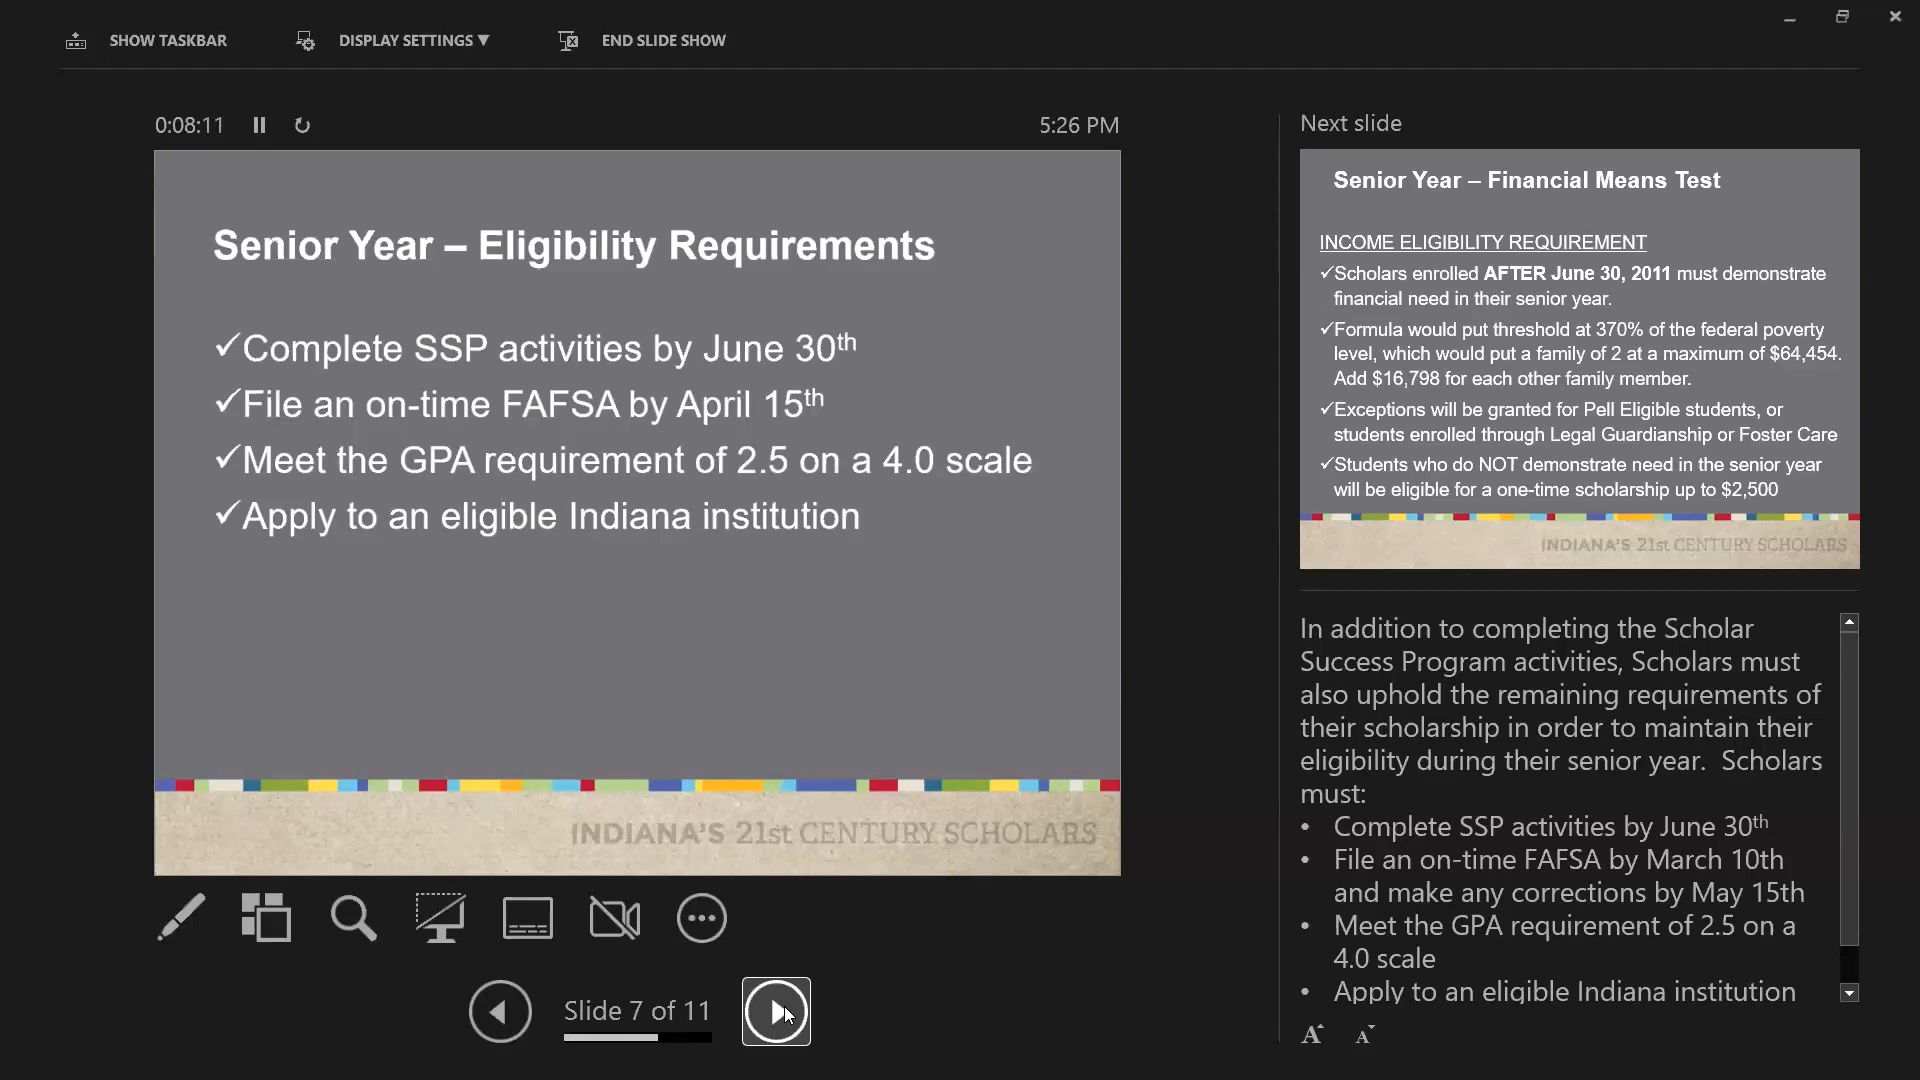 SHOW TASKBAR
DISPLAY SETTINGS ▼
END SLIDE SHOW
0:08:11
5:26 PM
Senior Year – Eligibility Requirements
✓Complete SSP activities by June 30th
✓File an on-time FAFSA by April 15th
✓Meet the GPA requirement of 2.5 on a 4.0 scale
✓Apply to an eligible Indiana institution
INDIANA'S 21st CENTURY SCHOLARS
Slide 7 of 11
Next slide
Senior Year – Financial Means Test
INCOME ELIGIBILITY REQUIREMENT
✓Scholars enrolled AFTER June 30, 2011 must demonstrate
financial need in their senior year.
✓Formula would put threshold at 370% of the federal poverty
level, which would put a family of 2 at a maximum of $64,454.
Add $16,798 for each other family member.
✓Exceptions will be granted for Pell Eligible students, or
students enrolled through Legal Guardianship or Foster Care
✓Students who do NOT demonstrate need in the senior year
will be eligible for a one-time scholarship up to $2,500
INDIANA'S 21st CENTURY SCHOLARS
In addition to completing the Scholar
Success Program activities, Scholars must
also uphold the remaining requirements of
their scholarship in order to maintain their
eligibility during their senior year.  Scholars
must:
• Complete SSP activities by June 30th
• File an on-time FAFSA by March 10th
and make any corrections by May 15th
• Meet the GPA requirement of 2.5 on a
4.0 scale
• Apply to an eligible Indiana institution
A A